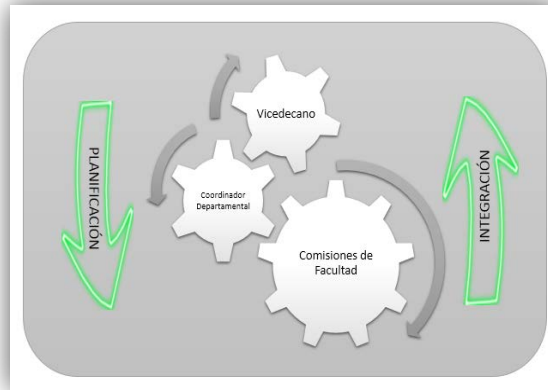 Vicedecano
PLANIFICACIÓN
Coordinador
Departamental
INTEGRACIÓN
Comisiones de
Facultad